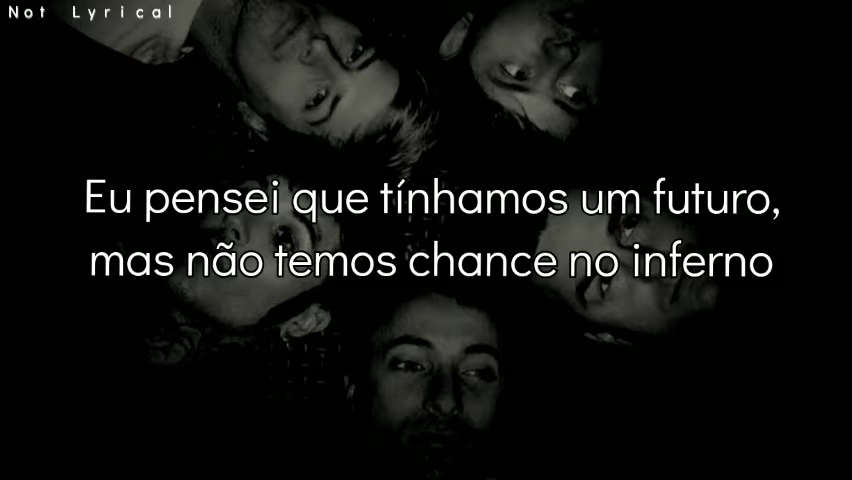 Not Lyrical
Eu pensei que tínhamos um futuro,
mas não temos chance no inferno